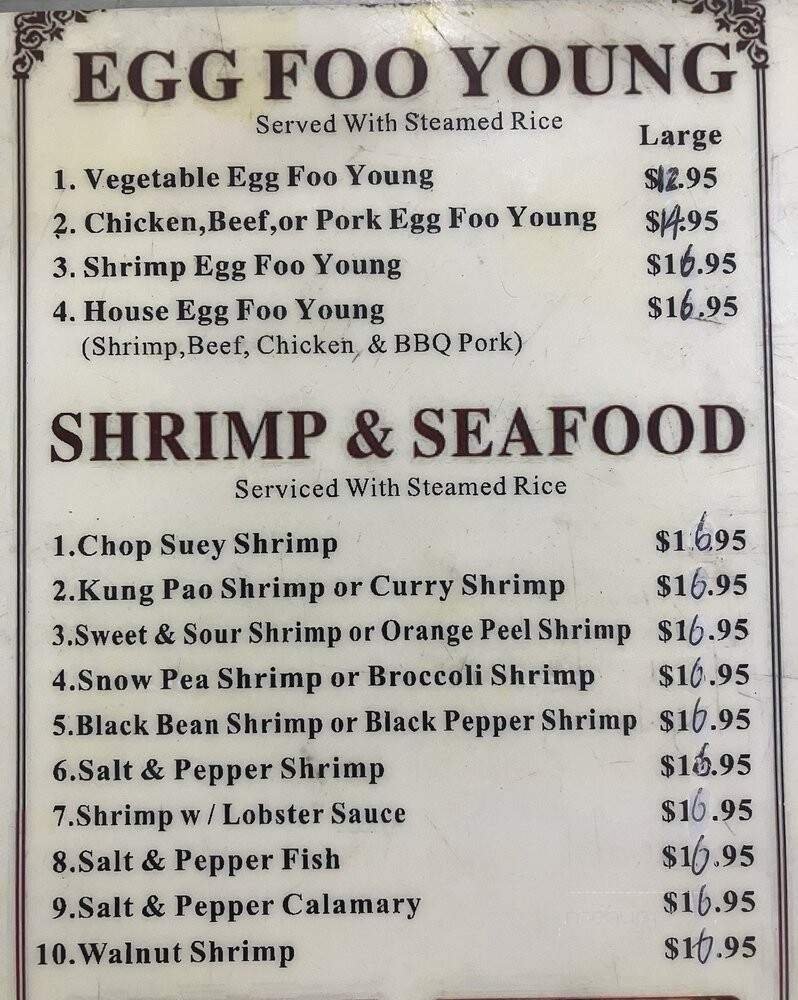 EGG FOO YOUNG
Served With Steamed Rice
Large
1. Vegetable Egg Foo Young $12.95
2. Chicken,Beef,or Pork Egg Foo Young $14.95
3. Shrimp Egg Foo Young $16.95
4. House Egg Foo Young $16.95
(Shrimp,Beef, Chicken, & BBQ Pork)
SHRIMP & SEAFOOD
Serviced With Steamed Rice
1.Chop Suey Shrimp $16.95
2.Kung Pao Shrimp or Curry Shrimp $16.95
3.Sweet & Sour Shrimp or Orange Peel Shrimp $16.95
4.Snow Pea Shrimp or Broccoli Shrimp $16.95
5.Black Bean Shrimp or Black Pepper Shrimp $16.95
6.Salt & Pepper Shrimp $16.95
7.Shrimp w / Lobster Sauce $16.95
8.Salt & Pepper Fish $16.95
9.Salt & Pepper Calamary $16.95
10.Walnut Shrimp $16.95